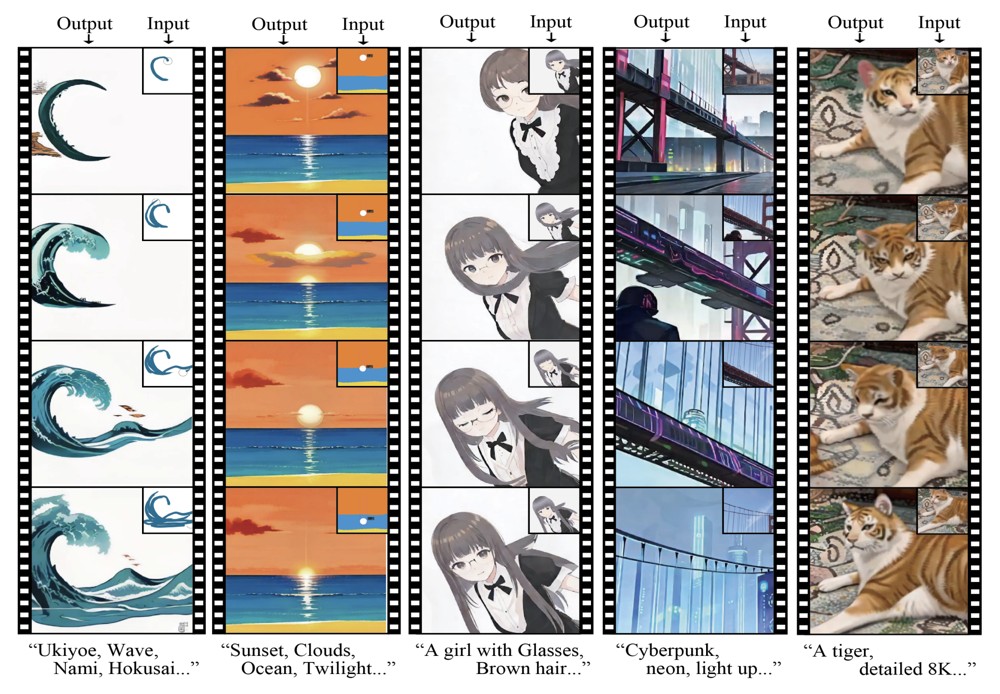 Output Input Output Input Output Input Output Input Output Input
“Ukiyoe, Wave,
Nami, Hokusai...”
“Sunset, Clouds,
Ocean, Twilight...”
“A girl with Glasses,
Brown hair...”
“Cyberpunk,
neon, light up...”
“A tiger,
detailed 8K...”